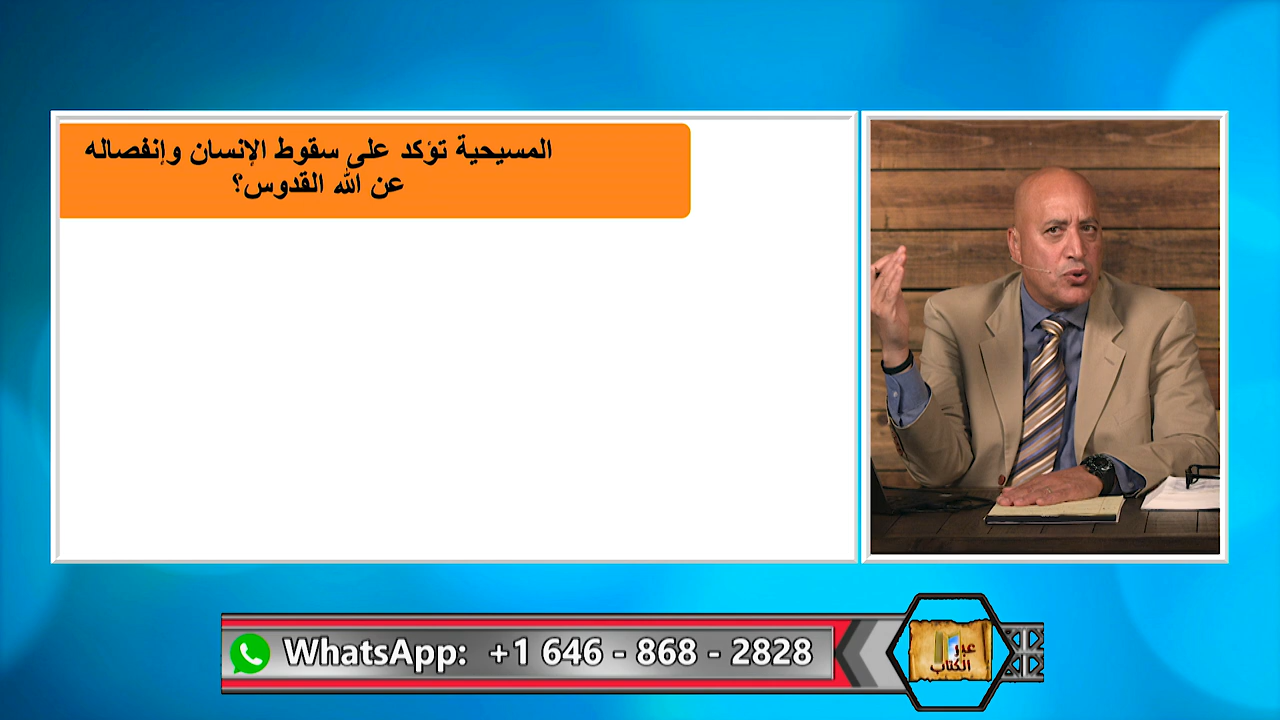 المسيحية تؤكد على سقوط الإنسان وإنفصاله
عن الله القدوس؟
WhatsApp: +1 646 - 868 - 2828
عبر
الكتاب